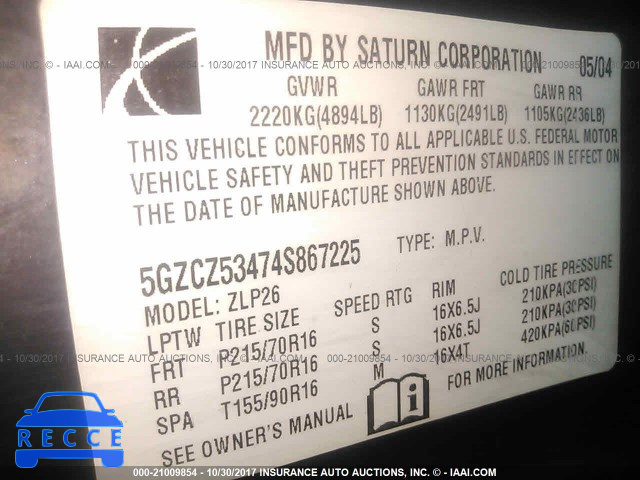 MFD BY SATURN CORPORATION 05/04
GVWR GAWR FRT GAWR RR
2220KG(4894LB) 1130KG(2491LB) 1105KG(2436LB)
THIS VEHICLE CONFORMS TO ALL APPLICABLE U.S. FEDERAL MOTOR
VEHICLE SAFETY AND THEFT PREVENTION STANDARDS IN EFFECT ON
THE DATE OF MANUFACTURE SHOWN ABOVE.
5GZCZ53474S867225 TYPE: M.P.V.
MODEL: ZLP26
LPTW TIRE SIZE SPEED RTG RIM COLD TIRE PRESSURE
FRT P215/70R16 S 16X6.5J 210KPA(30PSI)
RR P215/70R16 S 16X6.5J 210KPA(30PSI)
SPA T155/90R16 M 16X4T 420KPA(60PSI)
SEE OWNER'S MANUAL i FOR MORE INFORMATION.
000-21009854 - 10/30/2017 INSURANCE AUTO AUCTIONS, INC. - © IAAI.COM
RECCE